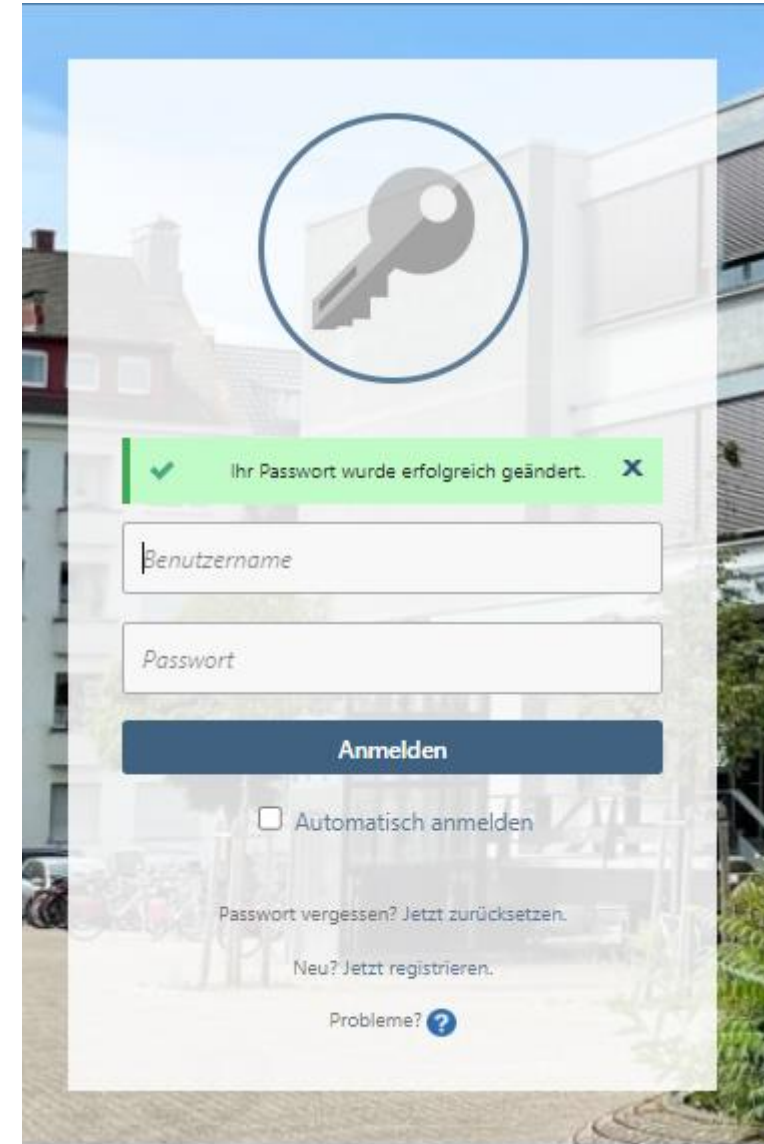 Ihr Passwort wurde erfolgreich geändert. x
Benutzername
Passwort
Anmelden
Automatisch anmelden
Passwort vergessen? Jetzt zurücksetzen.
Neu? Jetzt registrieren.
Probleme? ?